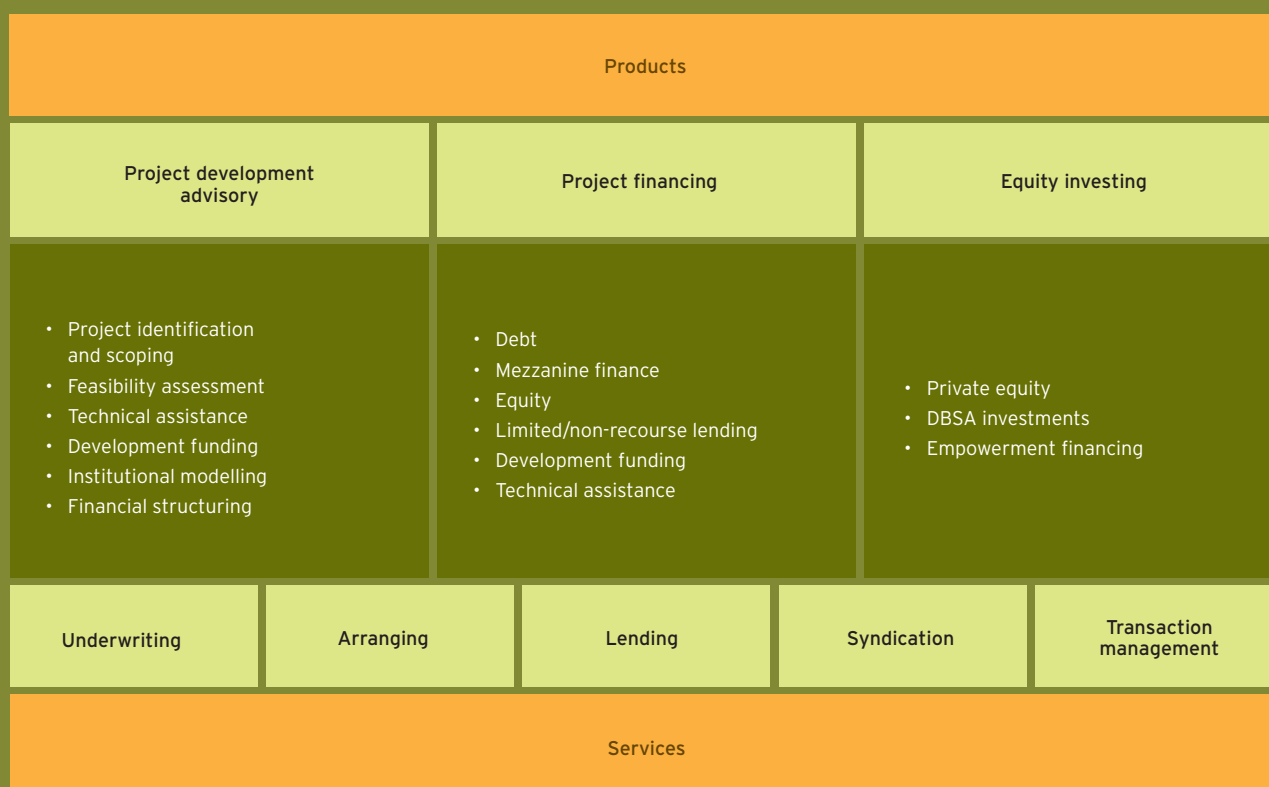 Products
Project development
advisory
Project financing
Equity investing
• Project identification
and scoping
• Feasibility assessment
• Technical assistance
• Development funding
• Institutional modelling
• Financial structuring
• Debt
• Mezzanine finance
• Equity
• Limited/non-recourse lending
• Development funding
• Technical assistance
• Private equity
• DBSA investments
• Empowerment financing
Underwriting
Arranging
Lending
Syndication
Transaction
management
Services